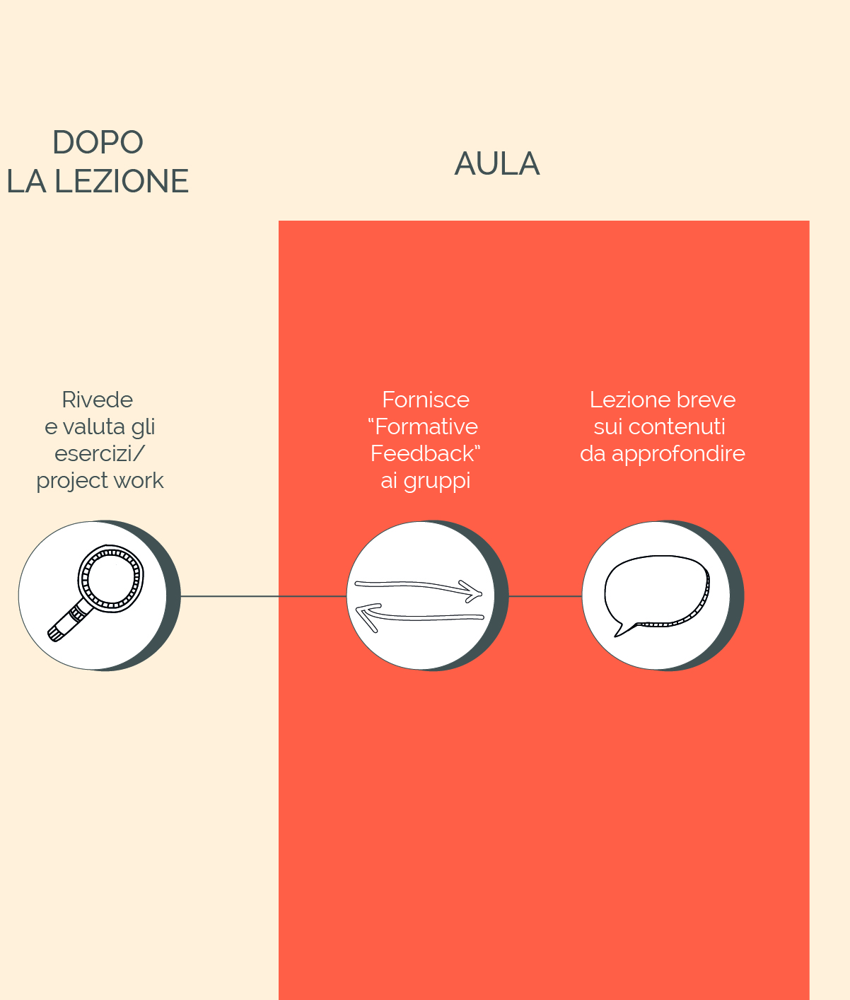 DOPO
LA LEZIONE
AULA
Rivede
e valuta gli
esercizi/
project work
Fornisce
“Formative
Feedback”
ai gruppi
Lezione breve
sui contenuti
da approfondire